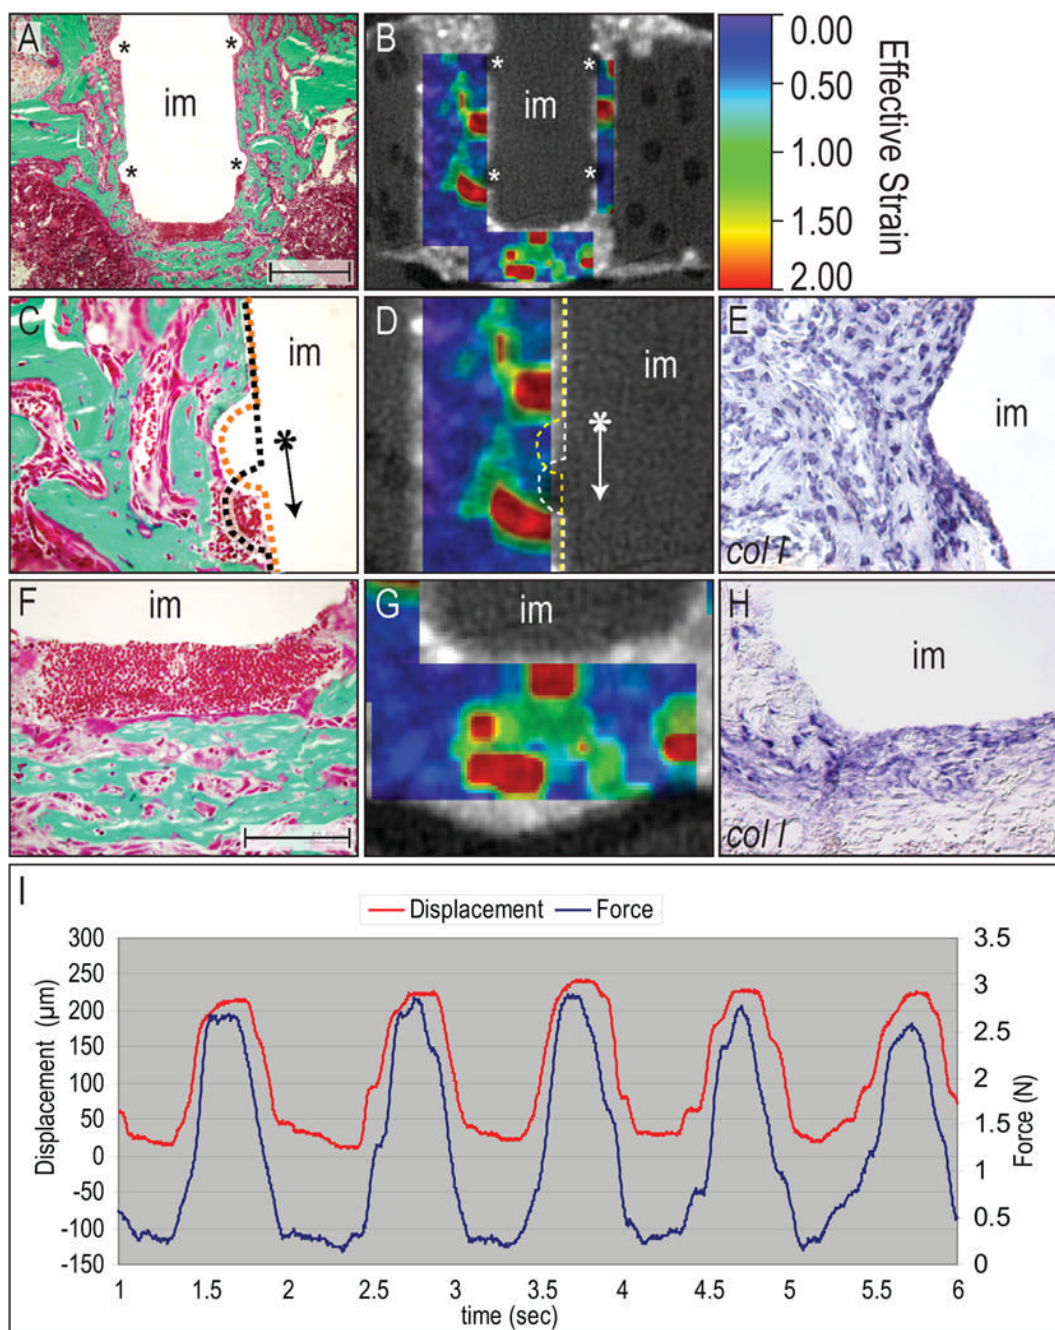 A
*
*
im
*
*
B
*
*
im
*
*
0.00
0.50
1.00
1.50
2.00
Effective Strain
C
im
*
D
im
*
E
im
col I
F
im
G
im
H
im
col I
I
Displacement
Force
300
250
200
150
100
50
0
-50
-100
-150
Displacement (µm)
3.5
3
2.5
2
1.5
1
0.5
0
Force (N)
1
1.5
2
2.5
3
3.5
4
4.5
5
5.5
6
time (sec)